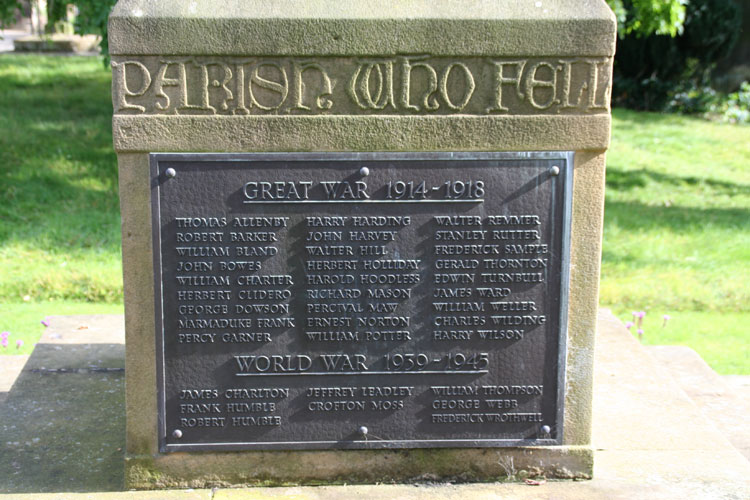 PARISH WHO FELL
GREAT WAR 1914-1918
THOMAS ALLENBY HARRY HARDING WALTER REMMER
ROBERT BARKER JOHN HARVEY STANLEY RUTTER
WILLIAM BLAND WALTER HILL FREDERICK SAMPLE
JOHN BOWES HERBERT HOLLIDAY GERALD THORNTON
WILLIAM CHARTER HAROLD HOODLESS EDWIN TURNBULL
HERBERT CLIDERO RICHARD MASON JAMES WARD
GEORGE DOWSON PERCIVAL MAW WILLIAM WELLER
MARMADUKE FRANK ERNEST NORTON CHARLES WILDING
PERCY GARNER WILLIAM POTTER HARRY WILSON
WORLD WAR 1939-1945
JAMES CHARLTON JEFFREY LEADLEY WILLIAM THOMPSON
FRANK HUMBLE CROFTON MOSS GEORGE WEBB
ROBERT HUMBLE FREDERICK WROTHWELL